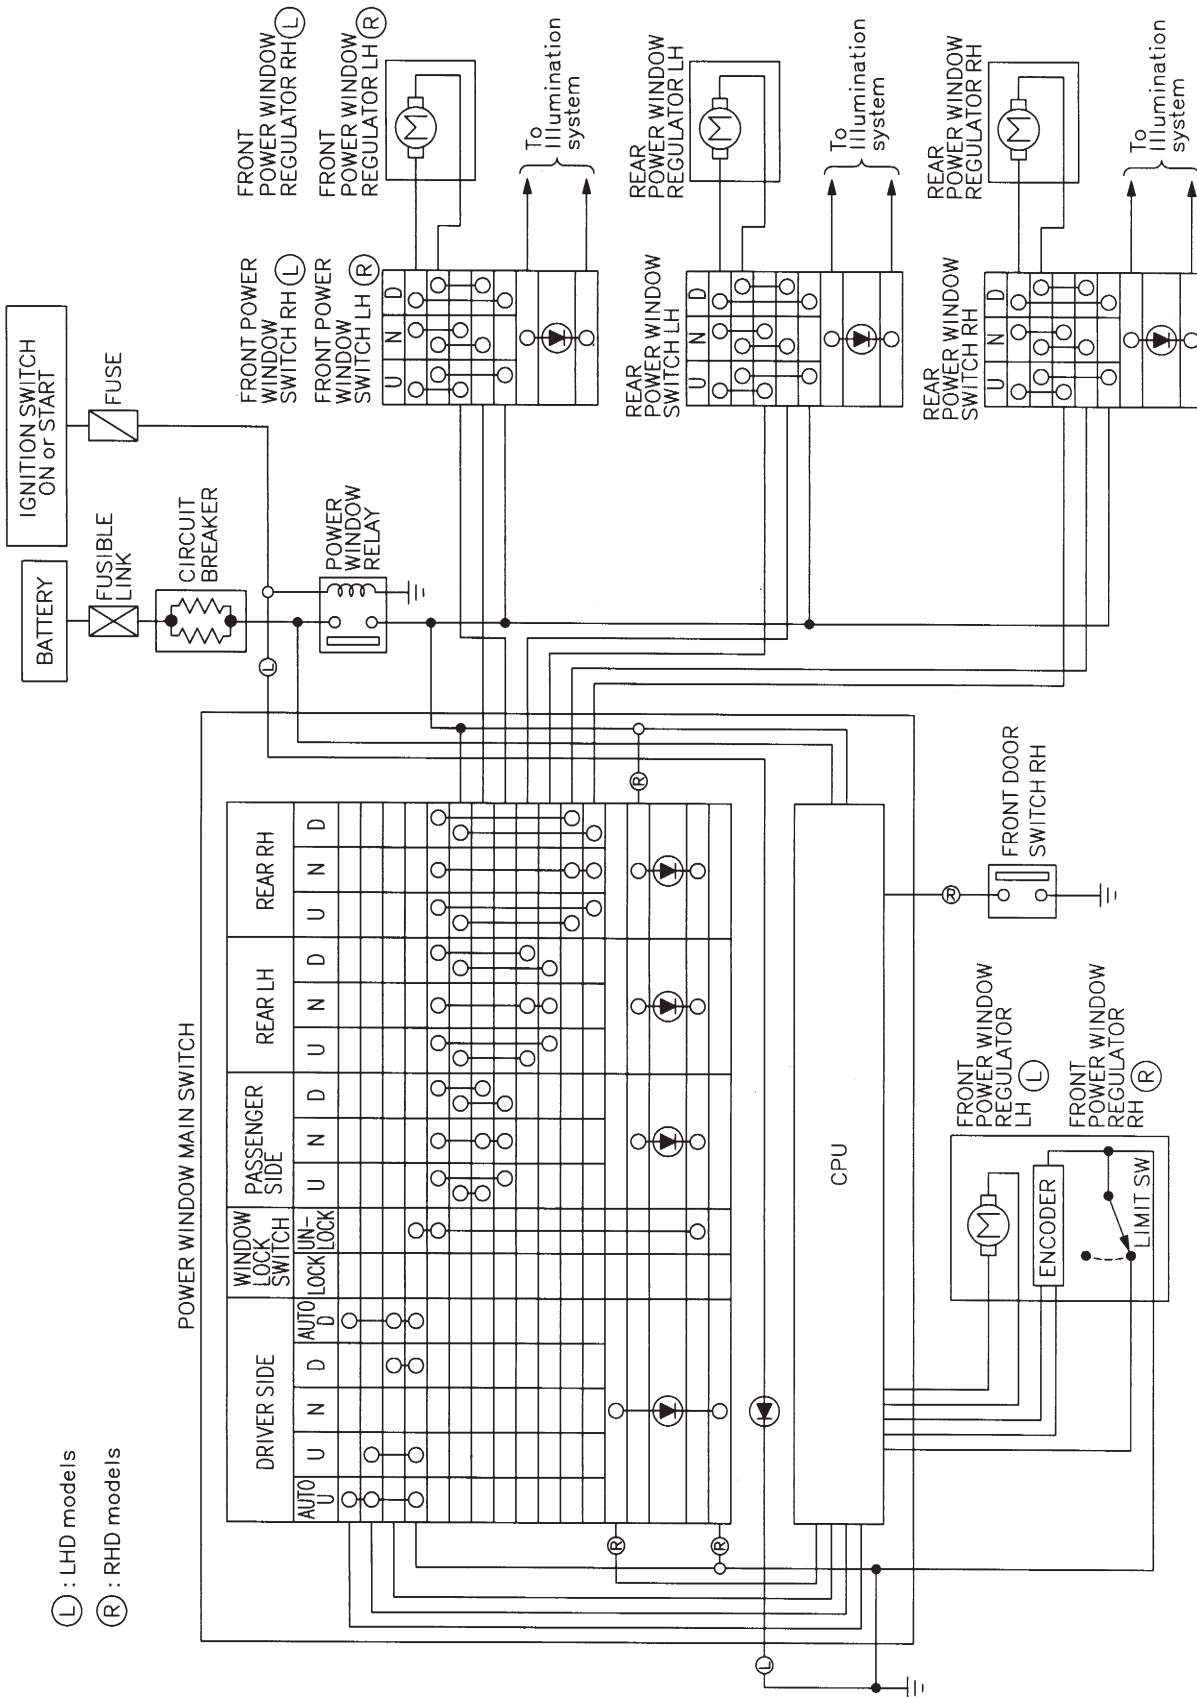 Ⓛ : LHD models
Ⓡ : RHD models
BATTERY
IGNITION SWITCH
ON or START
FUSIBLE
LINK
FUSE
CIRCUIT
BREAKER
POWER
WINDOW
RELAY
L
FRONT POWER
WINDOW
SWITCH RH Ⓛ
FRONT POWER
WINDOW
SWITCH LH Ⓡ
U N D
FRONT
POWER WINDOW
REGULATOR RH Ⓛ
FRONT
POWER WINDOW
REGULATOR LH Ⓡ
M
To
Illumination
system
REAR
POWER WINDOW
SWITCH LH
U N D
REAR
POWER WINDOW
REGULATOR LH
M
To
Illumination
system
REAR
POWER WINDOW
SWITCH RH
U N D
REAR
POWER WINDOW
REGULATOR RH
M
To
Illumination
system
POWER WINDOW MAIN SWITCH
DRIVER SIDE
WINDOW
LOCK
SWITCH
PASSENGER
SIDE
REAR LH
REAR RH
AUTO
U
U
N
D
AUTO
D
LOCK
UN-
LOCK
U N D
U N D
U N D
R
R
R
L
CPU
R
FRONT DOOR
SWITCH RH
FRONT
POWER WINDOW
REGULATOR
LH Ⓛ
FRONT
POWER WINDOW
REGULATOR
RH Ⓡ
M
ENCODER
LIMIT SW